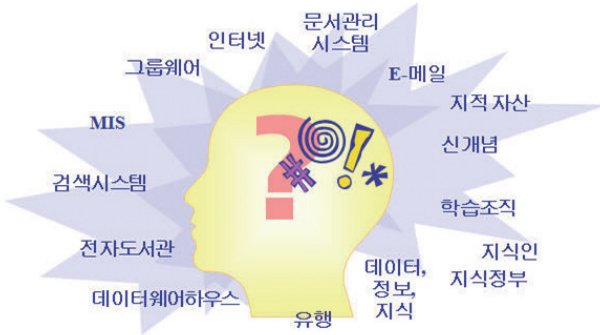 문서관리
시스템
인터넷
E-메일
그룹웨어
지적 자산
MIS
신개념
검색시스템
학습조직
전자도서관
지식인
지식정부
데이터,
정보,
지식
데이터웨어하우스
유행
?
#
!
*